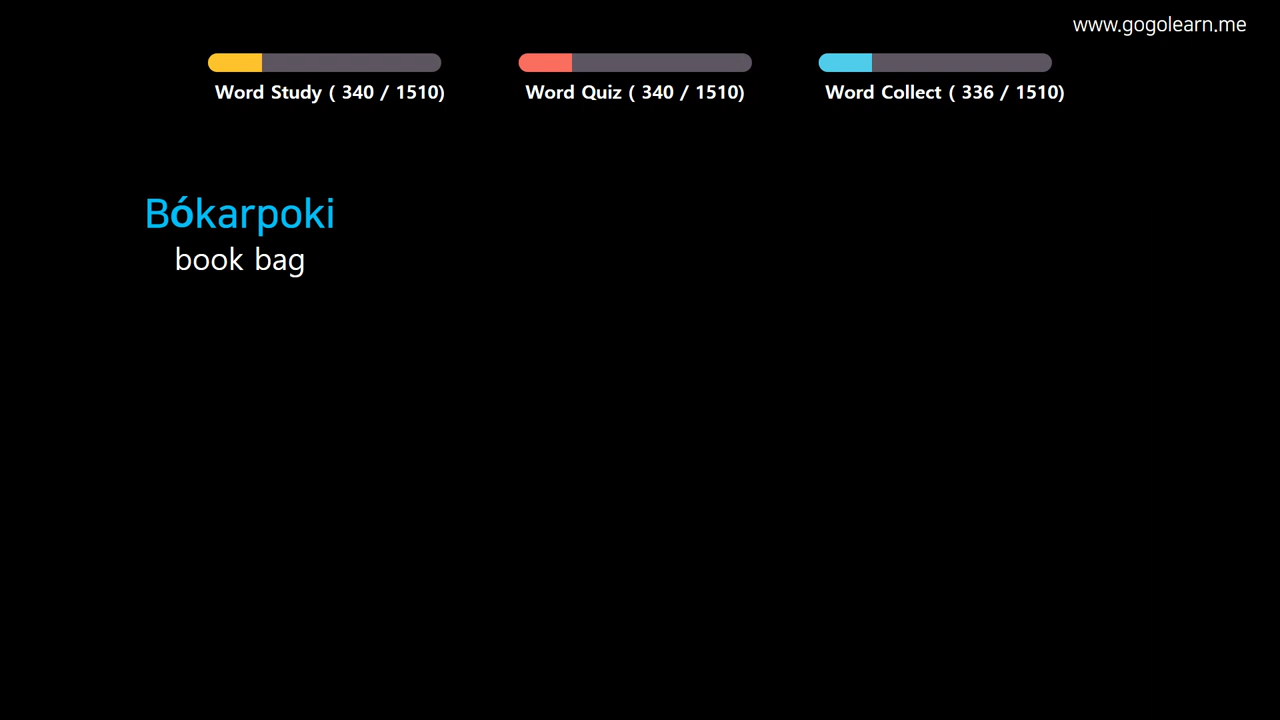 www.gogolearn.me
Word Study ( 340 / 1510)
Word Quiz ( 340 / 1510)
Word Collect ( 336 / 1510)
Bókarpoki
book bag